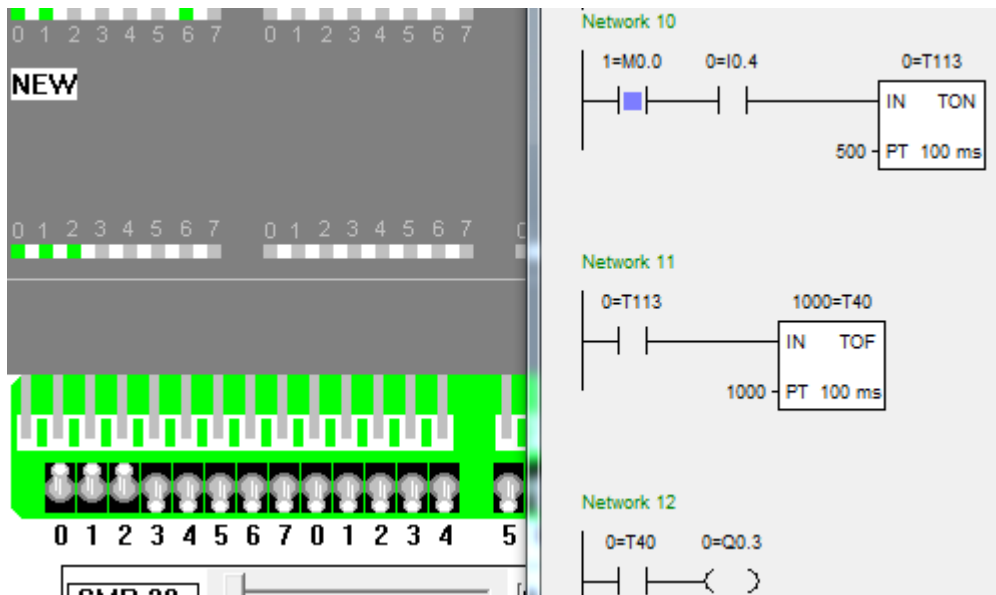 0 1 2 3 4 5 6 7 0 1 2 3 4 5 6 7
NEW
0 1 2 3 4 5 6 7 0 1 2 3 4 5 6 7
0 1 2 3 4 5 6 7 0 1 2 3 4 5
Network 10
1=M0.0 0=I0.4 0=T113
IN TON
500 PT 100 ms
Network 11
0=T113 1000=T40
IN TOF
1000 PT 100 ms
Network 12
0=T40 0=Q0.3